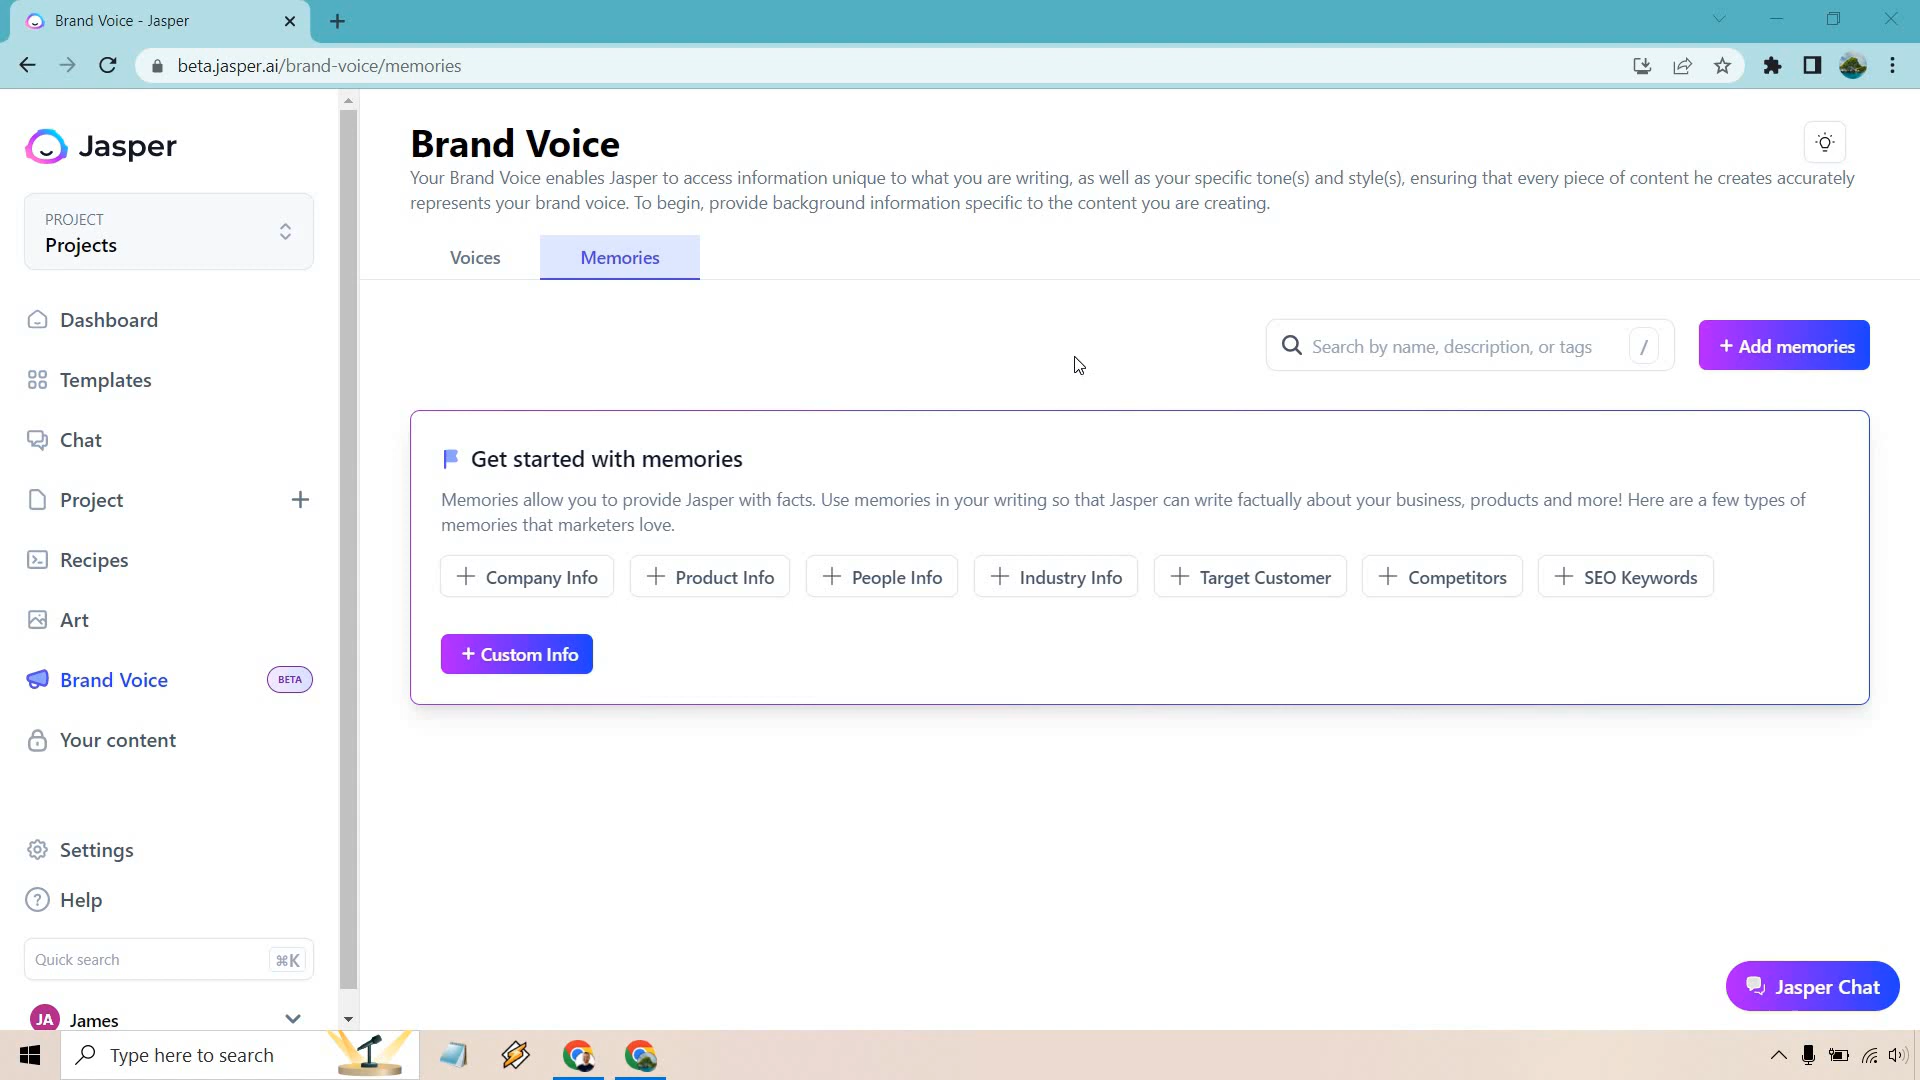 Brand Voice - Jasper
beta.jasper.ai/brand-voice/memories
Jasper
PROJECT
Projects
Dashboard
Templates
Chat
Project
Recipes
Art
Brand Voice
BETA
Your content
Settings
Help
Quick search
⌘K
JA
James
Brand Voice
Your Brand Voice enables Jasper to access information unique to what you are writing, as well as your specific tone(s) and style(s), ensuring that every piece of content he creates accurately
represents your brand voice. To begin, provide background information specific to the content you are creating.
Voices
Memories
Search by name, description, or tags
/
+ Add memories
Get started with memories
Memories allow you to provide Jasper with facts. Use memories in your writing so that Jasper can write factually about your business, products and more! Here are a few types of
memories that marketers love.
+ Company Info
+ Product Info
+ People Info
+ Industry Info
+ Target Customer
+ Competitors
+ SEO Keywords
+ Custom Info
Jasper Chat
Type here to search